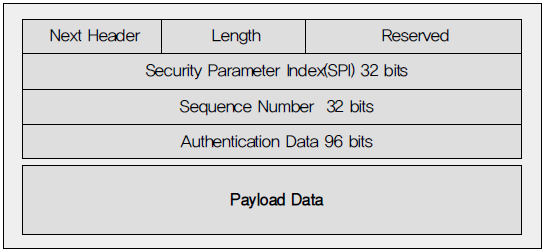 Next Header Length Reserved
Security Parameter Index(SPI) 32 bits
Sequence Number 32 bits
Authentication Data 96 bits
Payload Data